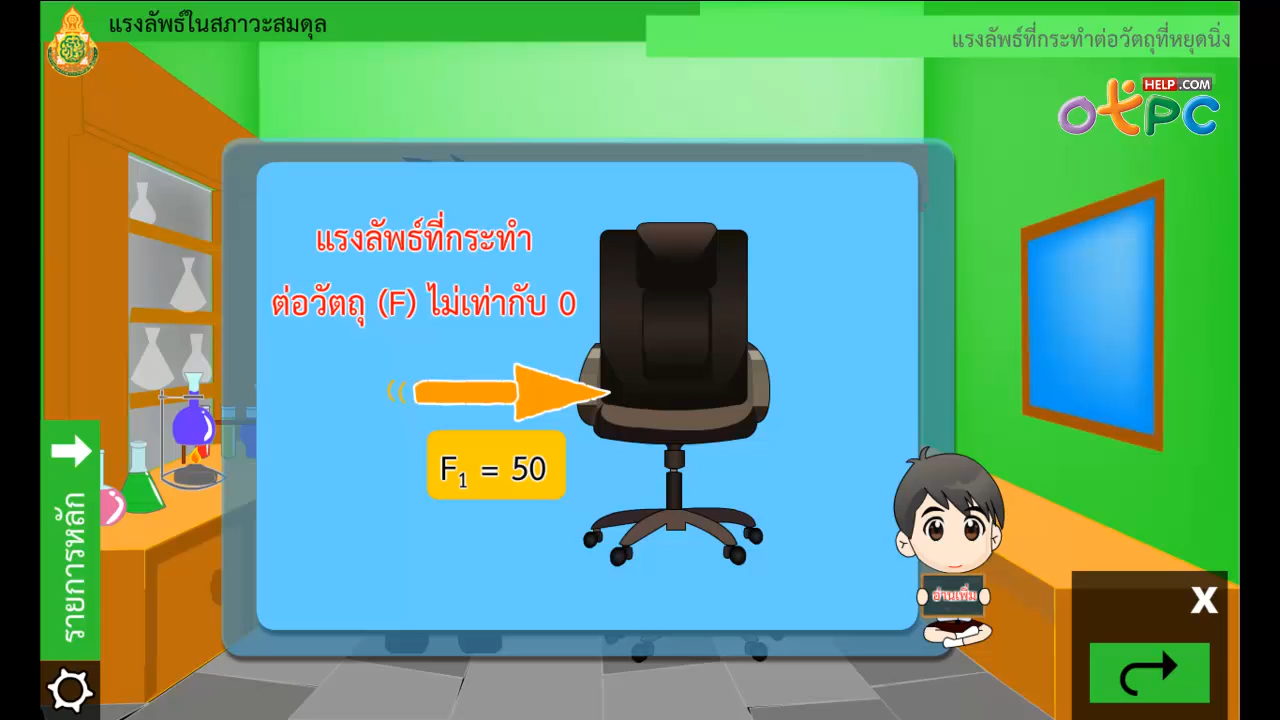 แรงลัพธ์ในสภาวะสมดุล
แรงลัพธ์ที่กระทำต่อวัตถุที่หยุดนิ่ง
HELP .COM
OTPC
แรงลัพธ์ที่กระทำ
ต่อวัตถุ (F) ไม่เท่ากับ 0
F₁ = 50
รายการหลัก
อ่านเพิ่ม
X